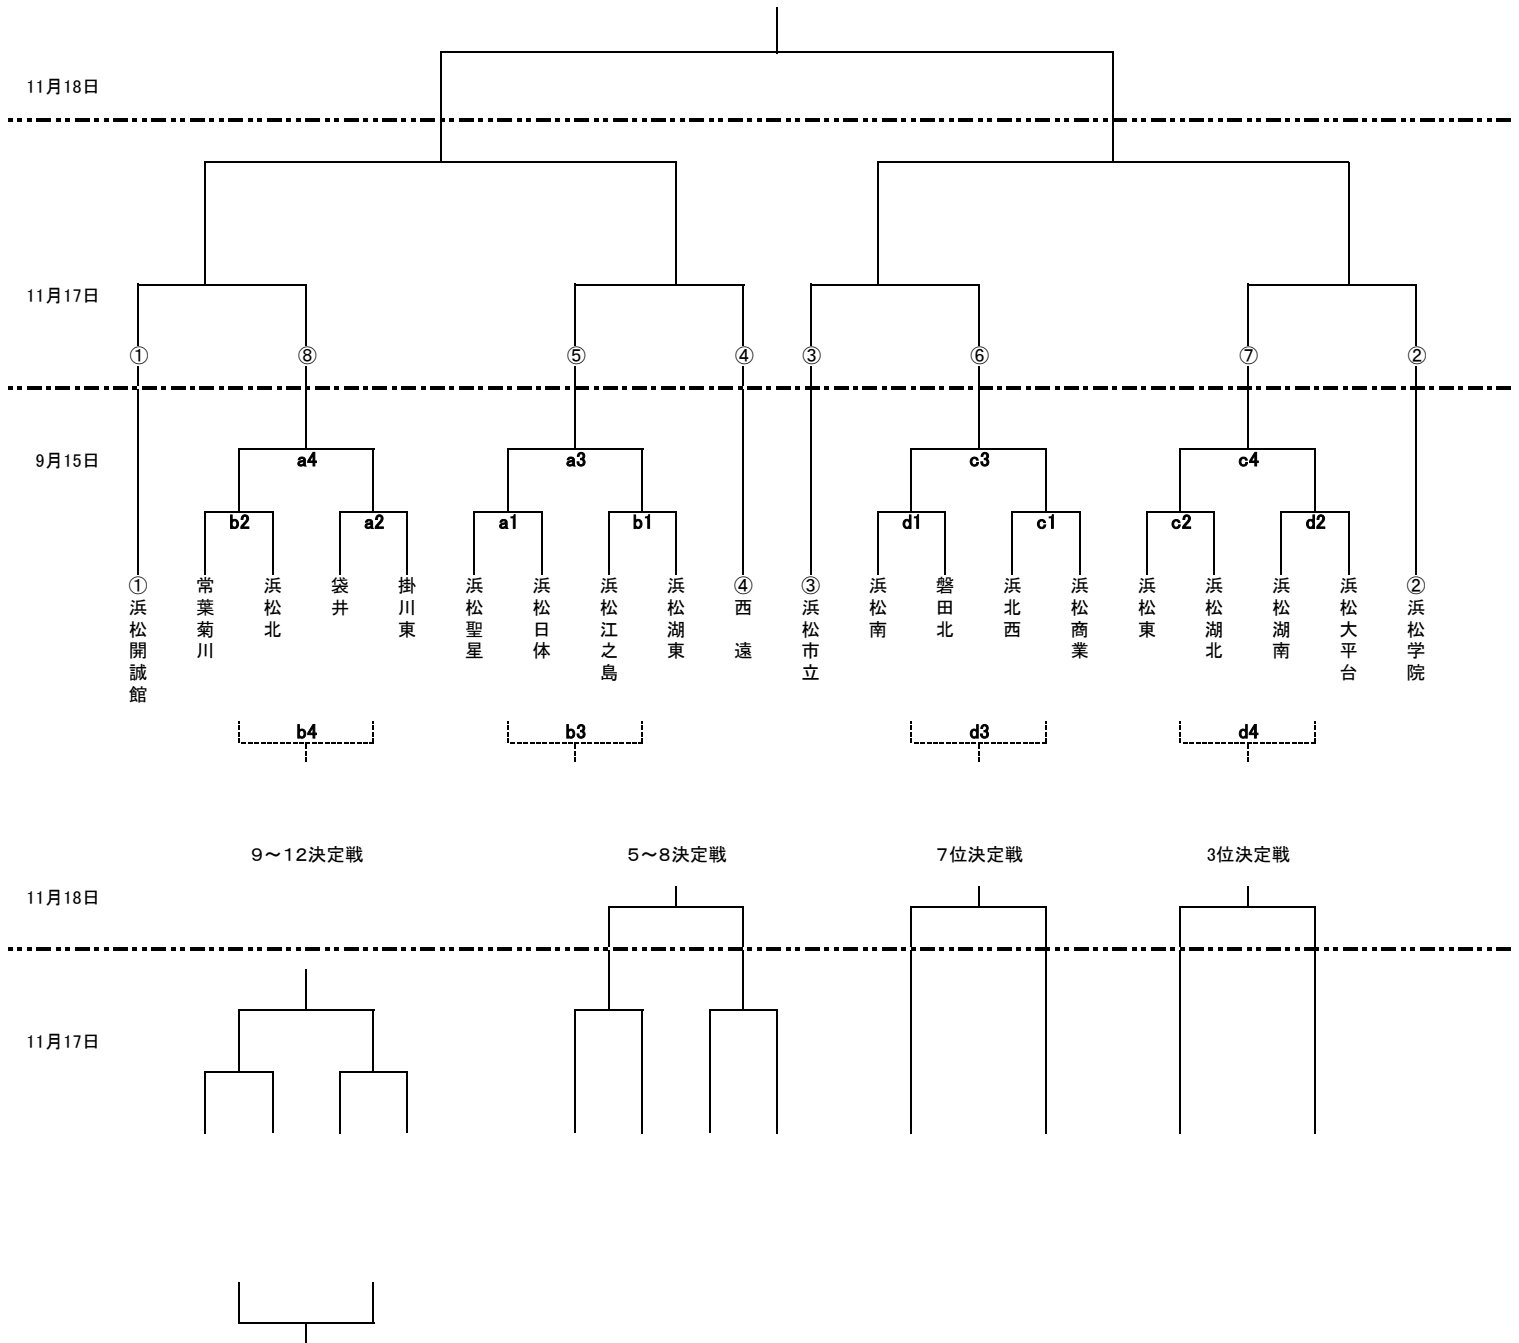 11月18日
11月17日
① ⑧ ⑤ ④ ③ ⑥ ⑦ ②
9月15日
a4 a3 c3 c4
b2 a2 a1 b1 d1 c1 c2 d2
①浜松開誠館
常葉菊川
浜松北
袋井
掛川東
浜松聖星
浜松日体
浜松江之島
浜松湖東
④西　遠
③浜松市立
浜松南
磐田北
浜北西
浜松商業
浜松東
浜松湖北
浜松湖南
浜松大平台
②浜松学院
b4 b3 d3 d4
９～１２決定戦 ５～８決定戦 ７位決定戦 3位決定戦
11月18日
11月17日